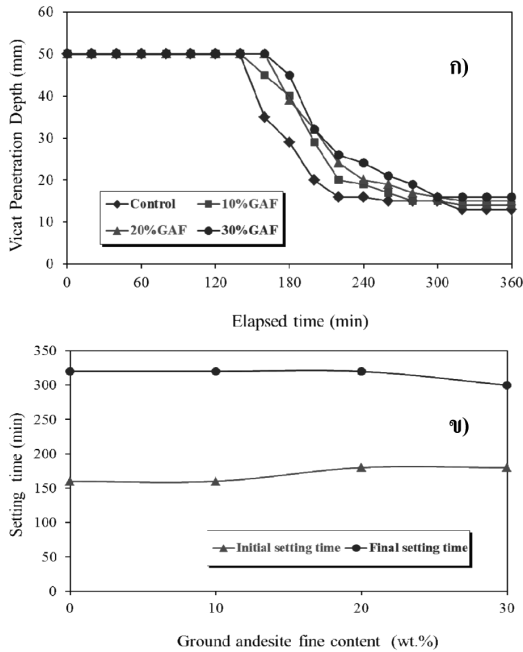 Vicat Penetration Depth (mm)
60
50
40
30
20
10
0
ก)
Control
10%GAF
20%GAF
30%GAF
0 60 120 180 240 300 360
Elapsed time (min)
Setting time (min)
350
300
250
200
150
100
50
0
ข)
Initial setting time
Final setting time
0 10 20 30
Ground andesite fine content (wt.%)